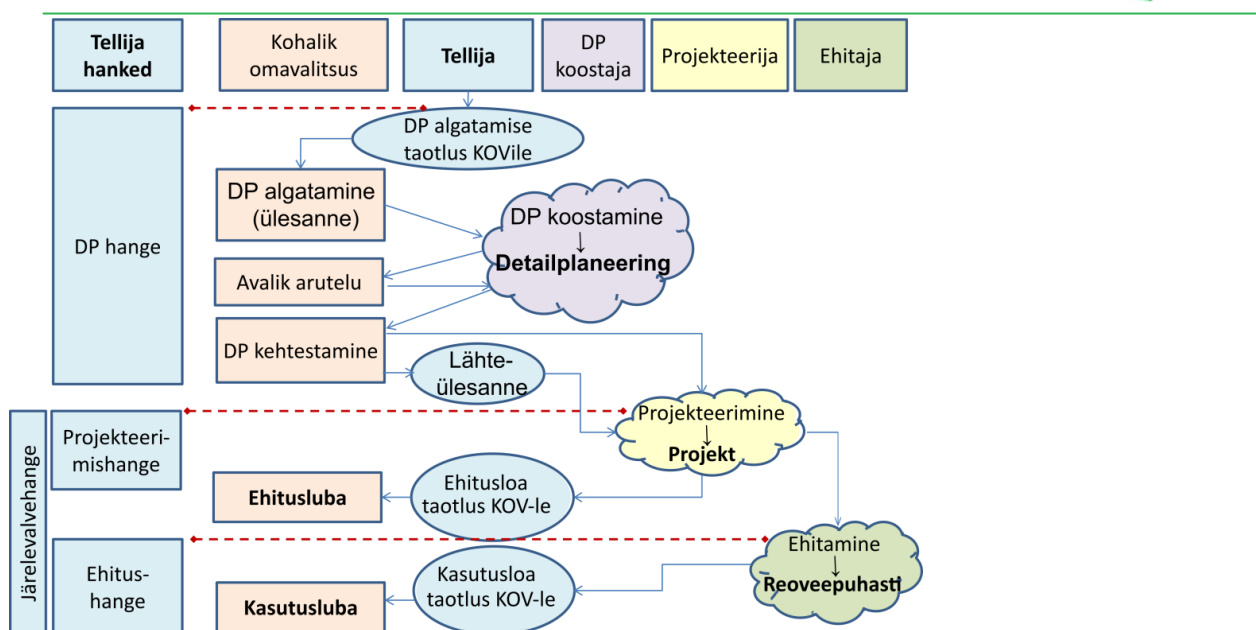 Tellija
hanked
Kohalik
omavalitsus
Tellija
DP
koostaja
Projekteerija
Ehitaja
DP algatamise
taotlus KOVile
DP algatamine
(ülesanne)
DP koostamine
Detailplaneering
DP hange
Avalik arutelu
DP kehtestamine
Lähte-
ülesanne
Projekteerimine
Projekt
Järelevalvehange
Projekteeri-
mishange
Ehitusluba
Ehitusloa
taotlus KOV-le
Ehitamine
Reoveepuhasti
Ehitus-
hange
Kasutusluba
Kasutusloa
taotlus KOV-le